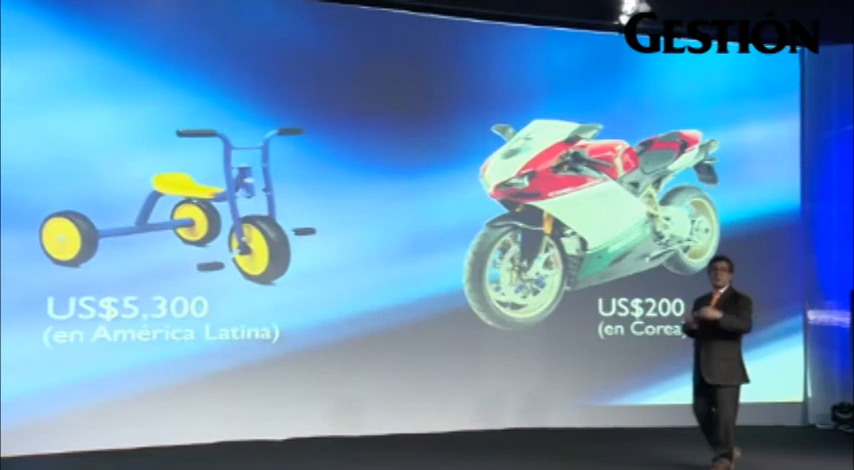 GESTIÓN
US$5,300
(en América Latina)
US$200
(en Corea)